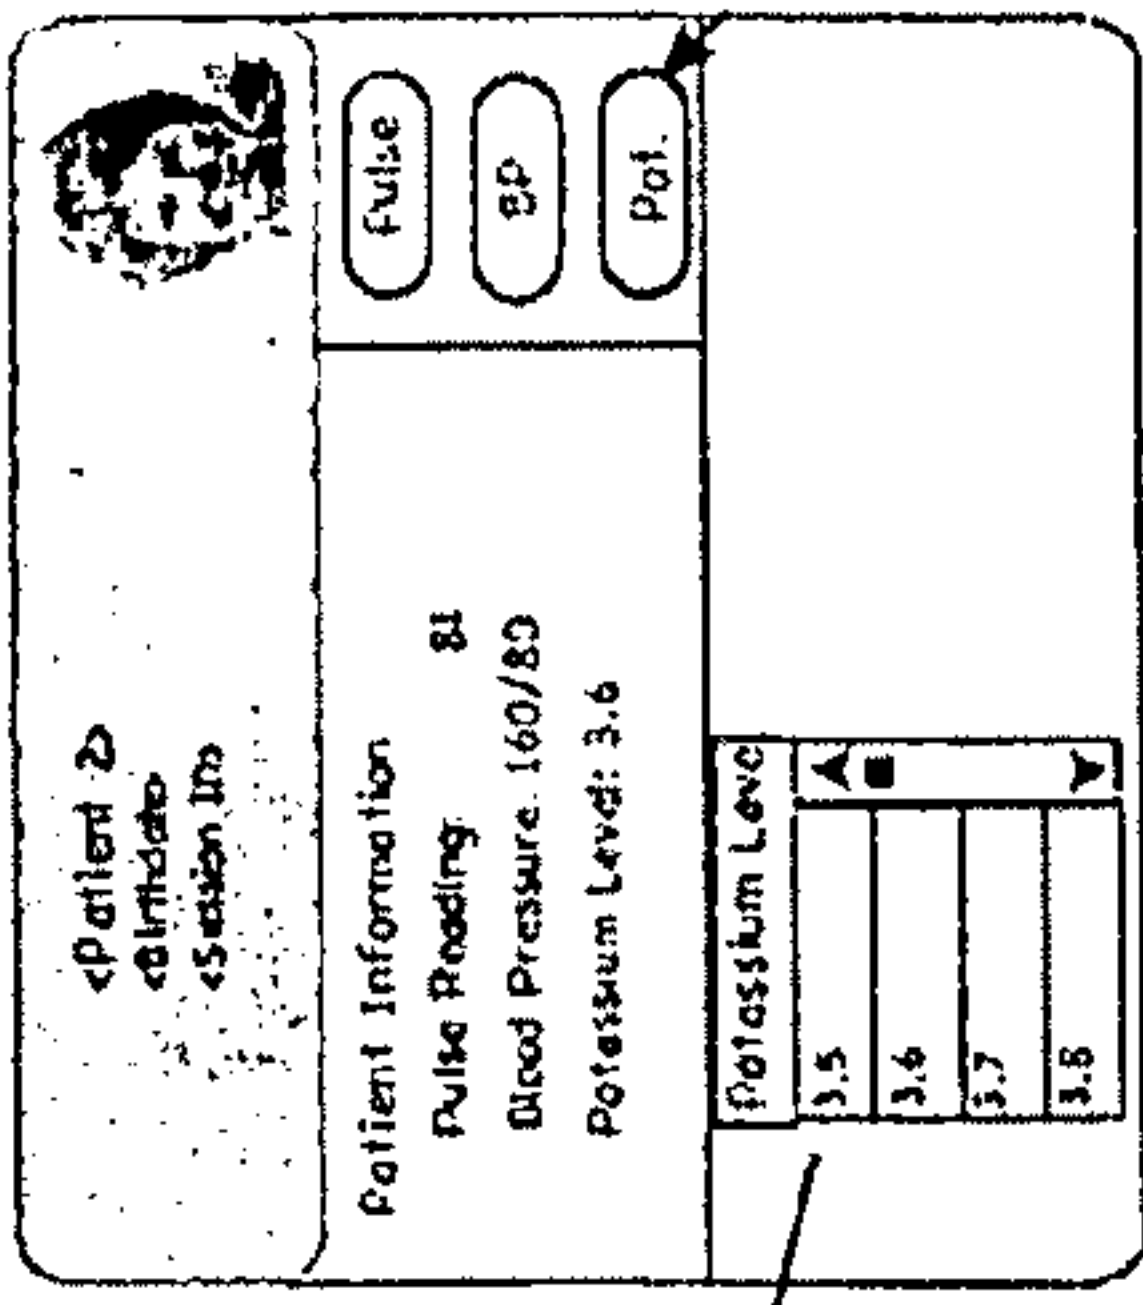 <Patient 2>
<Birthdate>
<Session ID>
Patient Information
Pulse Reading: 81
Blood Pressure 160/80
Potassium Level: 3.6
Pulse
BP
Pot.
Potassium Leve
3.5
3.6
3.7
3.8